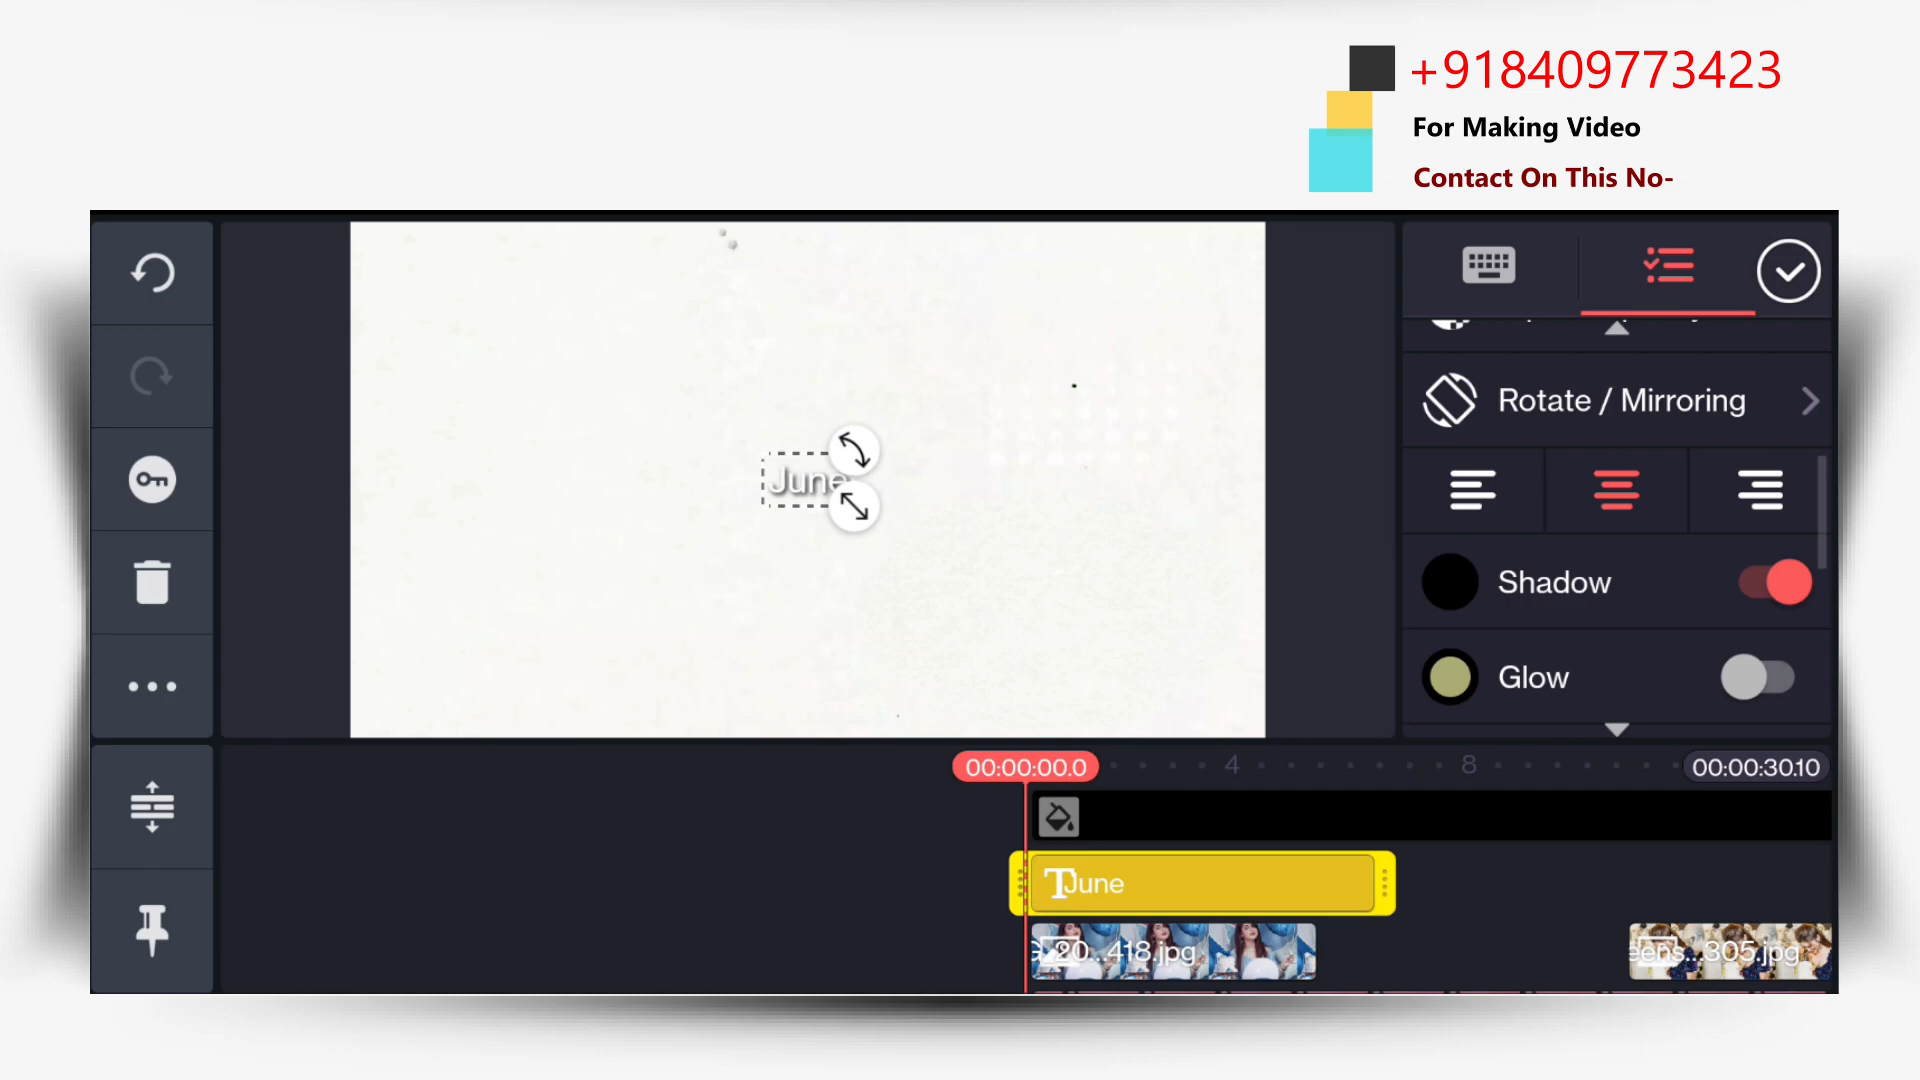 +918409773423
For Making Video
Contact On This No-
Rotate / Mirroring
June
Shadow
Glow
00:00:00.0
4
8
00:00:30.10
June
20...418.jpg
eens...305.jpg